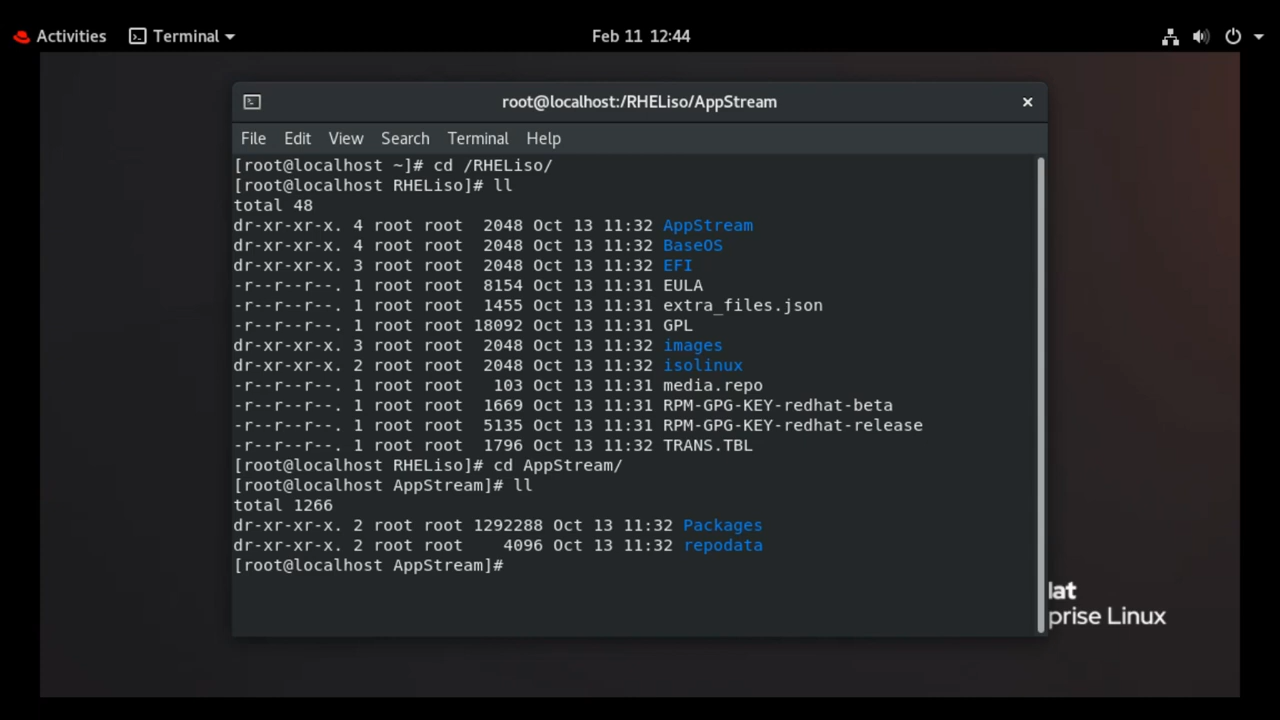 Activities Terminal Feb 11 12:44
root@localhost:/RHELiso/AppStream
File Edit View Search Terminal Help
[root@localhost ~]# cd /RHELiso/
[root@localhost RHELiso]# ll
total 48
dr-xr-xr-x. 4 root root  2048 Oct 13 11:32 AppStream
dr-xr-xr-x. 4 root root  2048 Oct 13 11:32 BaseOS
dr-xr-xr-x. 3 root root  2048 Oct 13 11:32 EFI
-r--r--r--. 1 root root  8154 Oct 13 11:31 EULA
-r--r--r--. 1 root root  1455 Oct 13 11:31 extra_files.json
-r--r--r--. 1 root root 18092 Oct 13 11:31 GPL
dr-xr-xr-x. 3 root root  2048 Oct 13 11:32 images
dr-xr-xr-x. 2 root root  2048 Oct 13 11:32 isolinux
-r--r--r--. 1 root root   103 Oct 13 11:31 media.repo
-r--r--r--. 1 root root  1669 Oct 13 11:31 RPM-GPG-KEY-redhat-beta
-r--r--r--. 1 root root  5135 Oct 13 11:31 RPM-GPG-KEY-redhat-release
-r--r--r--. 1 root root  1796 Oct 13 11:32 TRANS.TBL
[root@localhost RHELiso]# cd AppStream/
[root@localhost AppStream]# ll
total 1266
dr-xr-xr-x. 2 root root 1292288 Oct 13 11:32 Packages
dr-xr-xr-x. 2 root root    4096 Oct 13 11:32 repodata
[root@localhost AppStream]#
lat
prise Linux